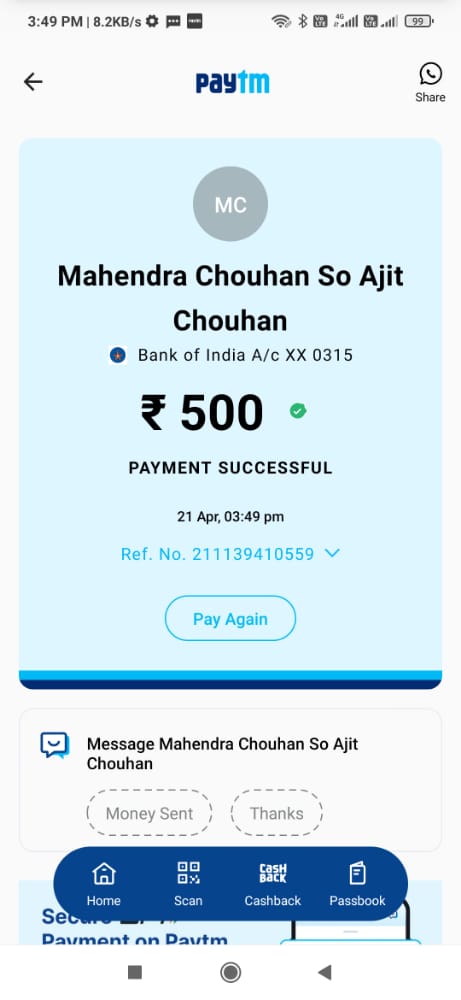 3:49 PM | 8.2KB/s
99
paytm
Share
MC
Mahendra Chouhan So Ajit
Chouhan
Bank of India A/c XX 0315
₹ 500
PAYMENT SUCCESSFUL
21 Apr, 03:49 pm
Ref. No. 211139410559
Pay Again
Message Mahendra Chouhan So Ajit
Chouhan
Money Sent
Thanks
Home
Scan
CASH BACK
Cashback
Passbook
Payment on Paytm